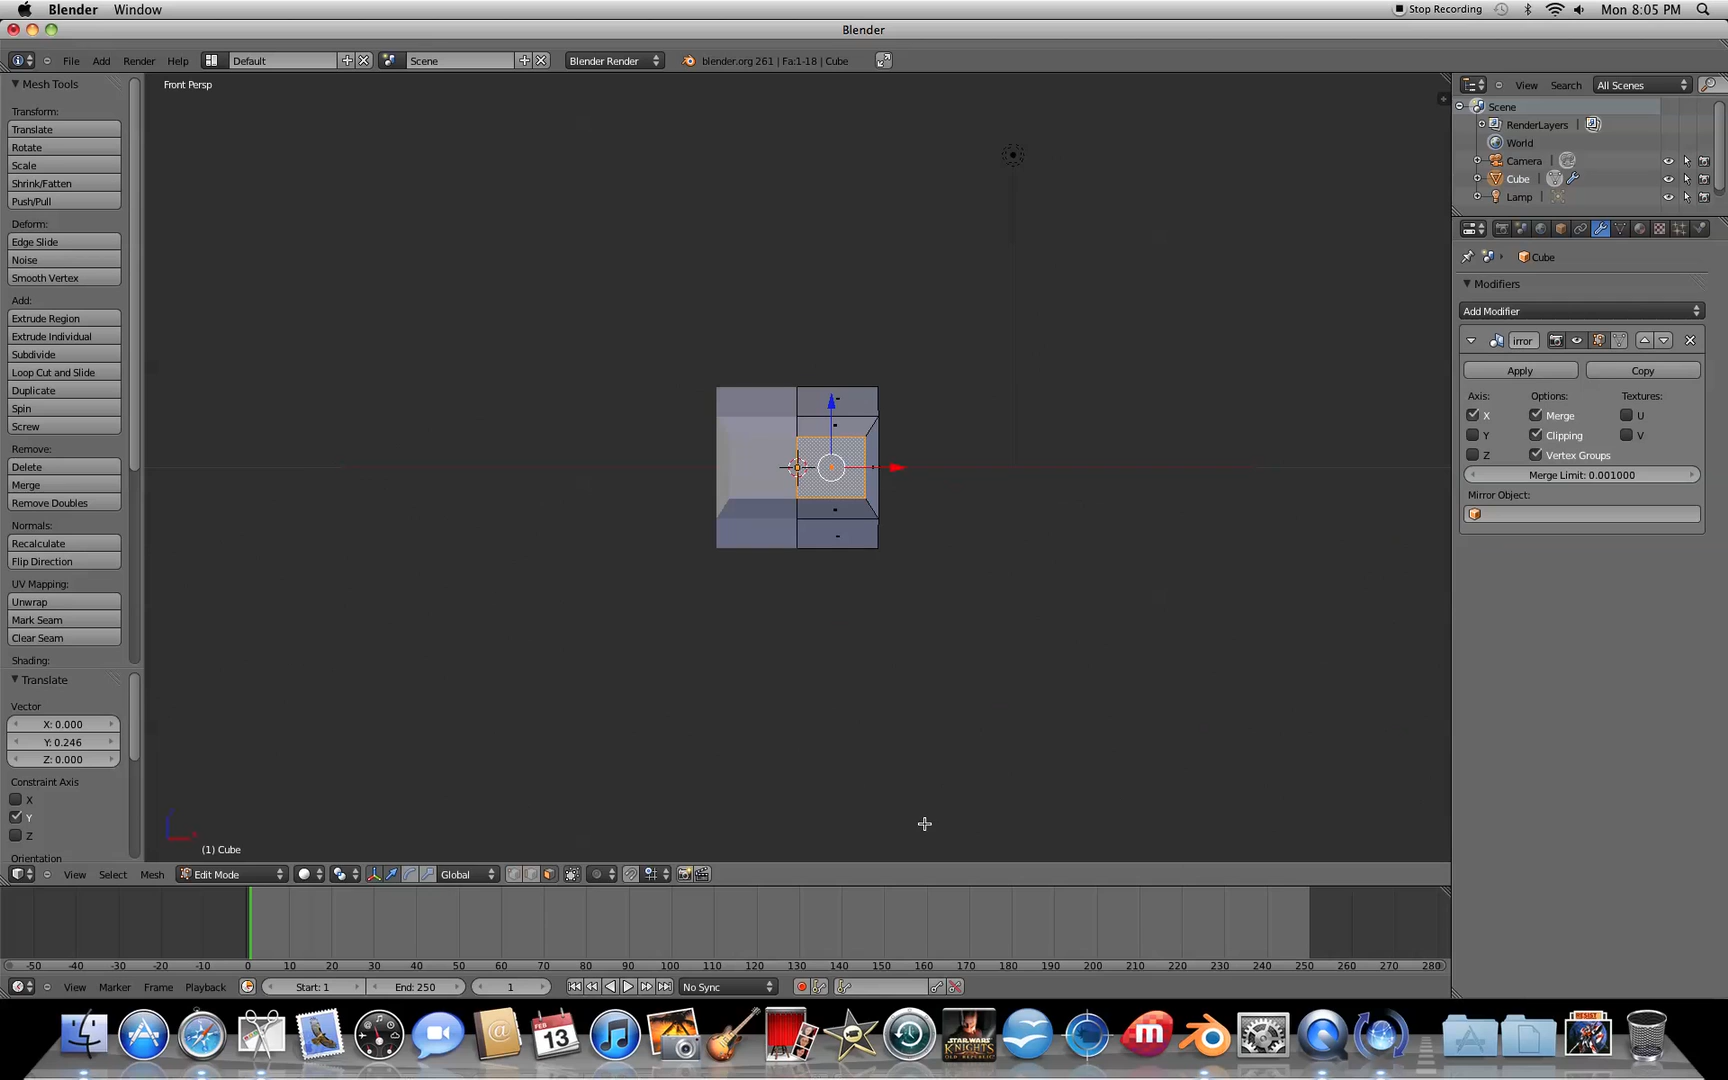 Blender Window
Stop Recording Mon 8:05 PM
Blender
File Add Render Help Default Scene Blender Render blender.org 261 | Fa:1-18 | Cube
View Search All Scenes
Mesh Tools
Front Persp
Transform:
Translate
Rotate
Scale
Shrink/Fatten
Push/Pull
Deform:
Edge Slide
Noise
Smooth Vertex
Add:
Extrude Region
Extrude Individual
Subdivide
Loop Cut and Slide
Duplicate
Spin
Screw
Remove:
Delete
Merge
Remove Doubles
Normals:
Recalculate
Flip Direction
UV Mapping:
Unwrap
Mark Seam
Clear Seam
Shading:
Translate
Vector
X: 0.000
Y: 0.246
Z: 0.000
Constraint Axis
X
Y
Z
Orientation
(1) Cube
Scene
RenderLayers |
World
Camera |
Cube |
Lamp |
Cube
Modifiers
Add Modifier
irror
Apply Copy
Axis: Options: Textures:
X Merge U
Y Clipping V
Z Vertex Groups
Merge Limit: 0.001000
Mirror Object:
View Select Mesh Edit Mode Global
-50 -40 -30 -20 -10 0 10 20 30 40 50 60 70 80 90 100 110 120 130 140 150 160 170 180 190 200 210 220 230 240 250 260 270 280
View Marker Frame Playback Start: 1 End: 250 1 No Sync
FEB
13
STAR WARS
KNIGHTS
OLD REPUBLIC
m
RESIST